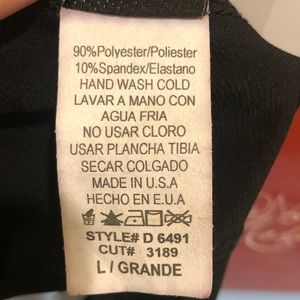 90%Polyester/Poliester
10%Spandex/Elastano
HAND WASH COLD
LAVAR A MANO CON
AGUA FRIA
NO USAR CLORO
USAR PLANCHA TIBIA
SECAR COLGADO
MADE IN U.S.A
HECHO EN E.U.A
STYLE# D 6491
CUT# 3189
L / GRANDE